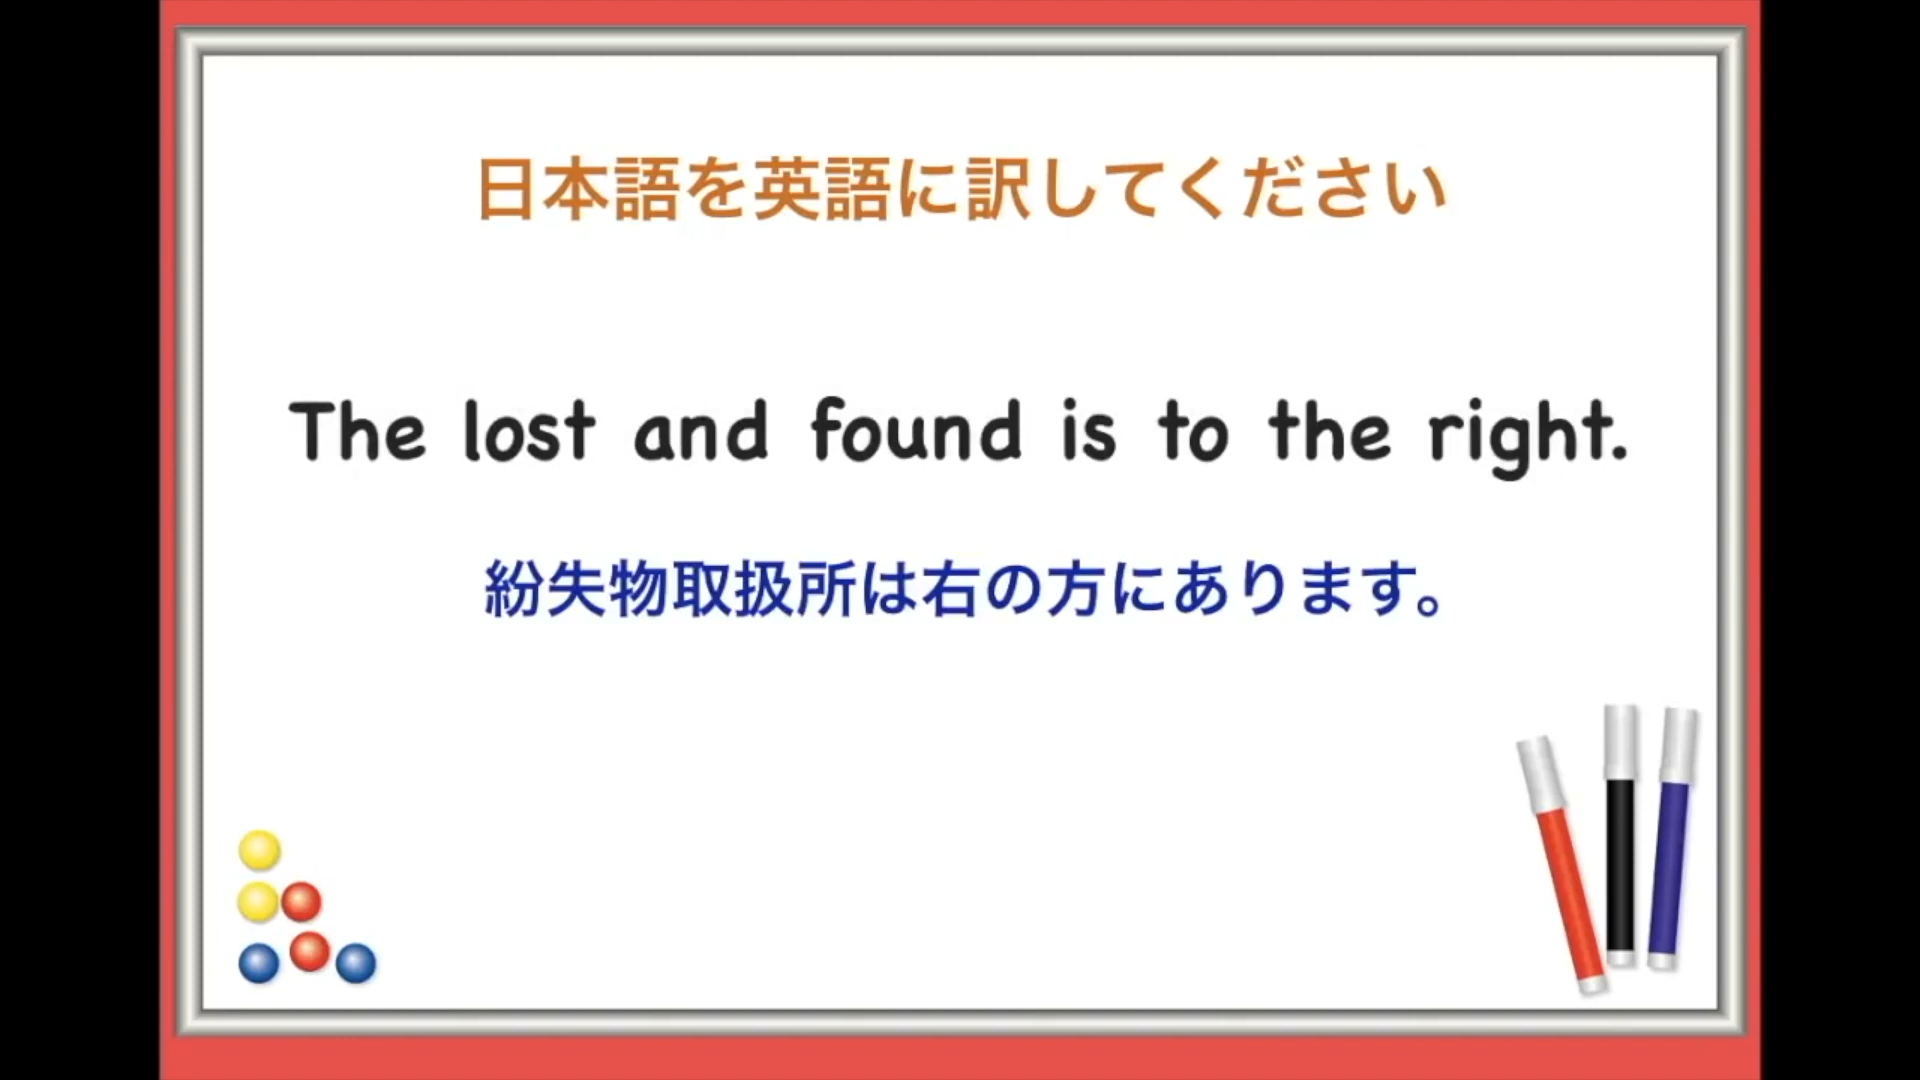 日本語を英語に訳してください
The lost and found is to the right.
紛失物取扱所は右の方にあります。